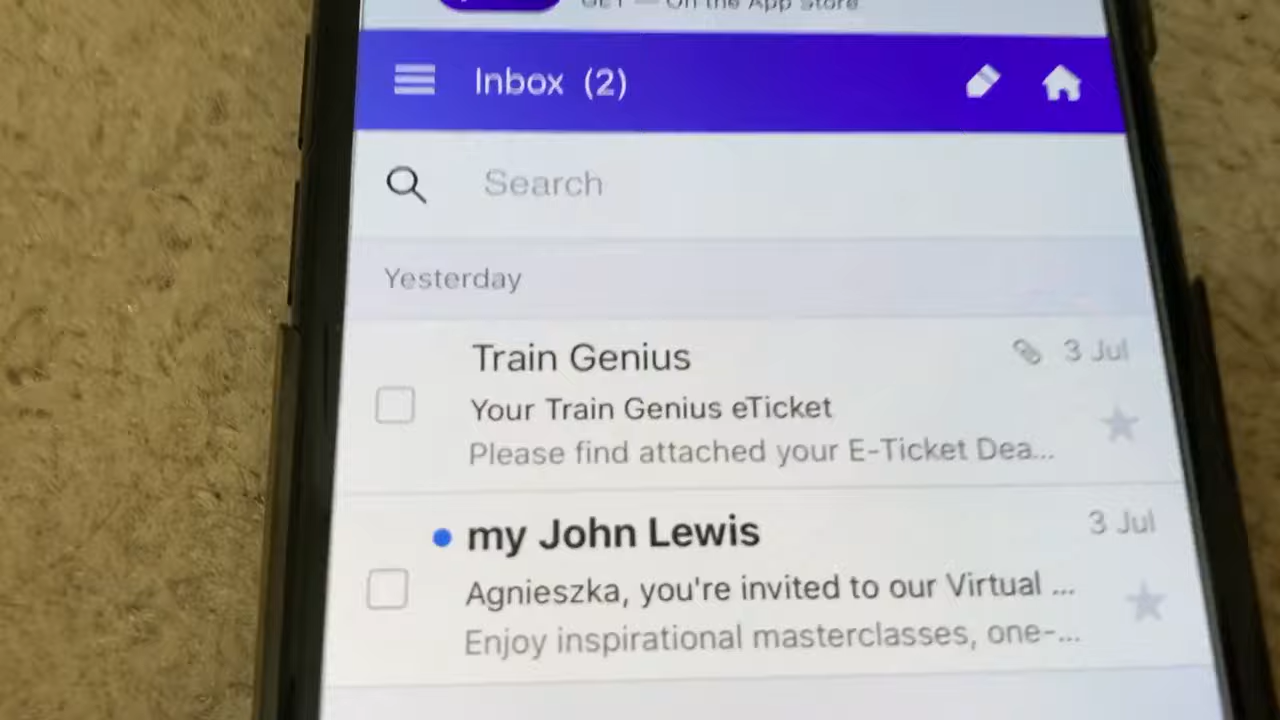 GET — On the App Store
Inbox (2)
Search
Yesterday
Train Genius
3 Jul
Your Train Genius eTicket
Please find attached your E-Ticket Dea...
my John Lewis
3 Jul
Agnieszka, you're invited to our Virtual ...
Enjoy inspirational masterclasses, one-...